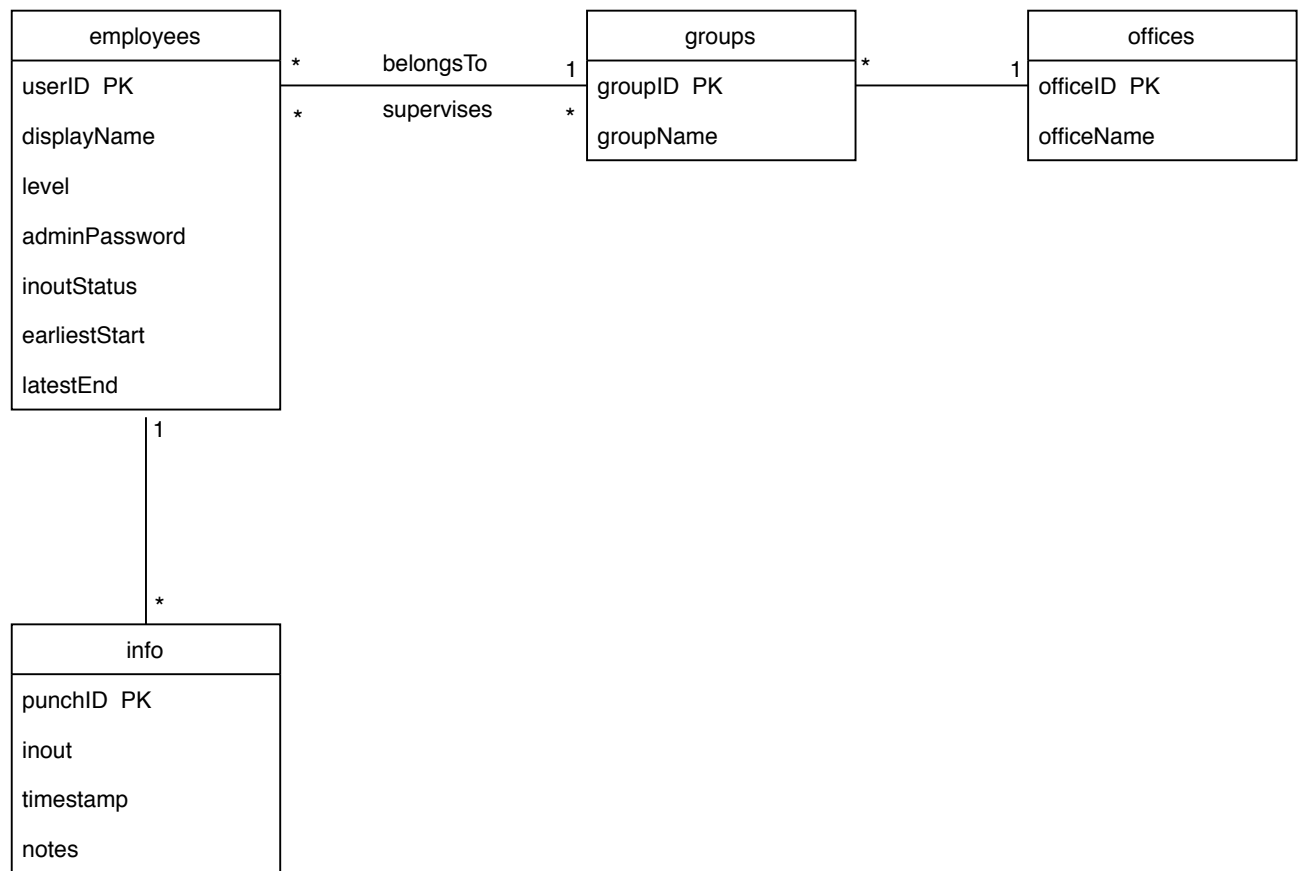 employees
userID PK
displayName
level
adminPassword
inoutStatus
earliestStart
latestEnd
* belongsTo 1
* supervises *
groups
groupID PK
groupName
* 1
offices
officeID PK
officeName
1
*
info
punchID PK
inout
timestamp
notes